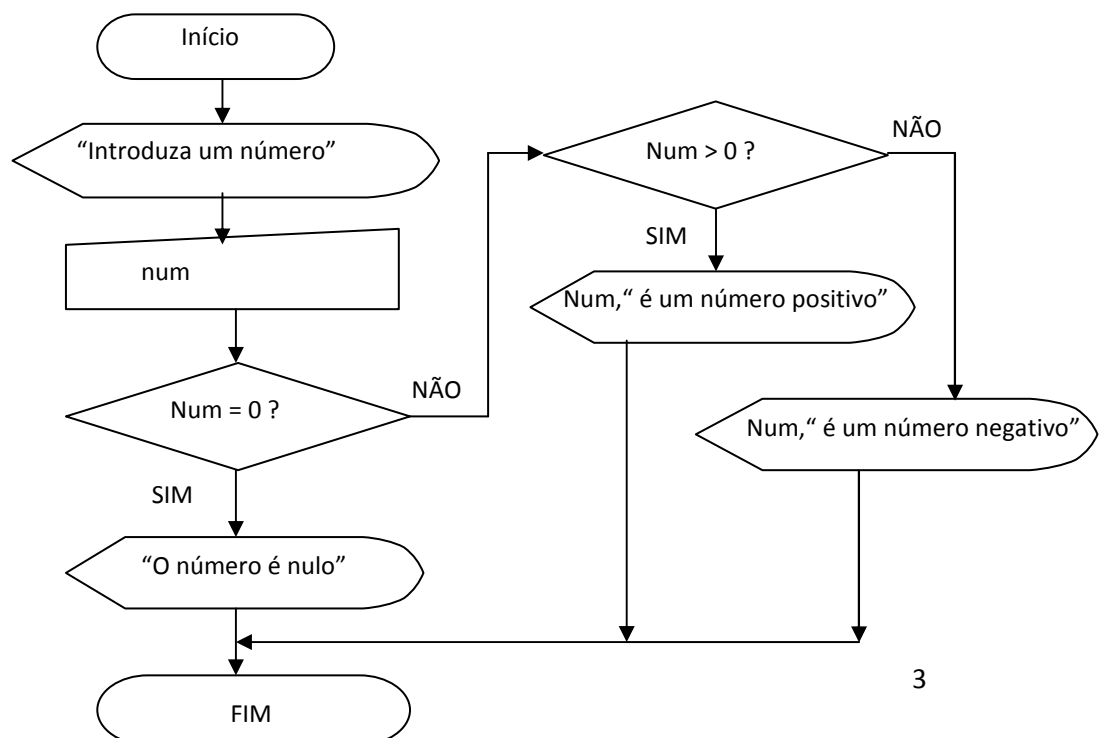 Início
“Introduza um número”
num
Num = 0 ?
NÃO
SIM
“O número é nulo”
FIM
Num > 0 ?
NÃO
SIM
Num,“ é um número positivo”
Num,“ é um número negativo”
3